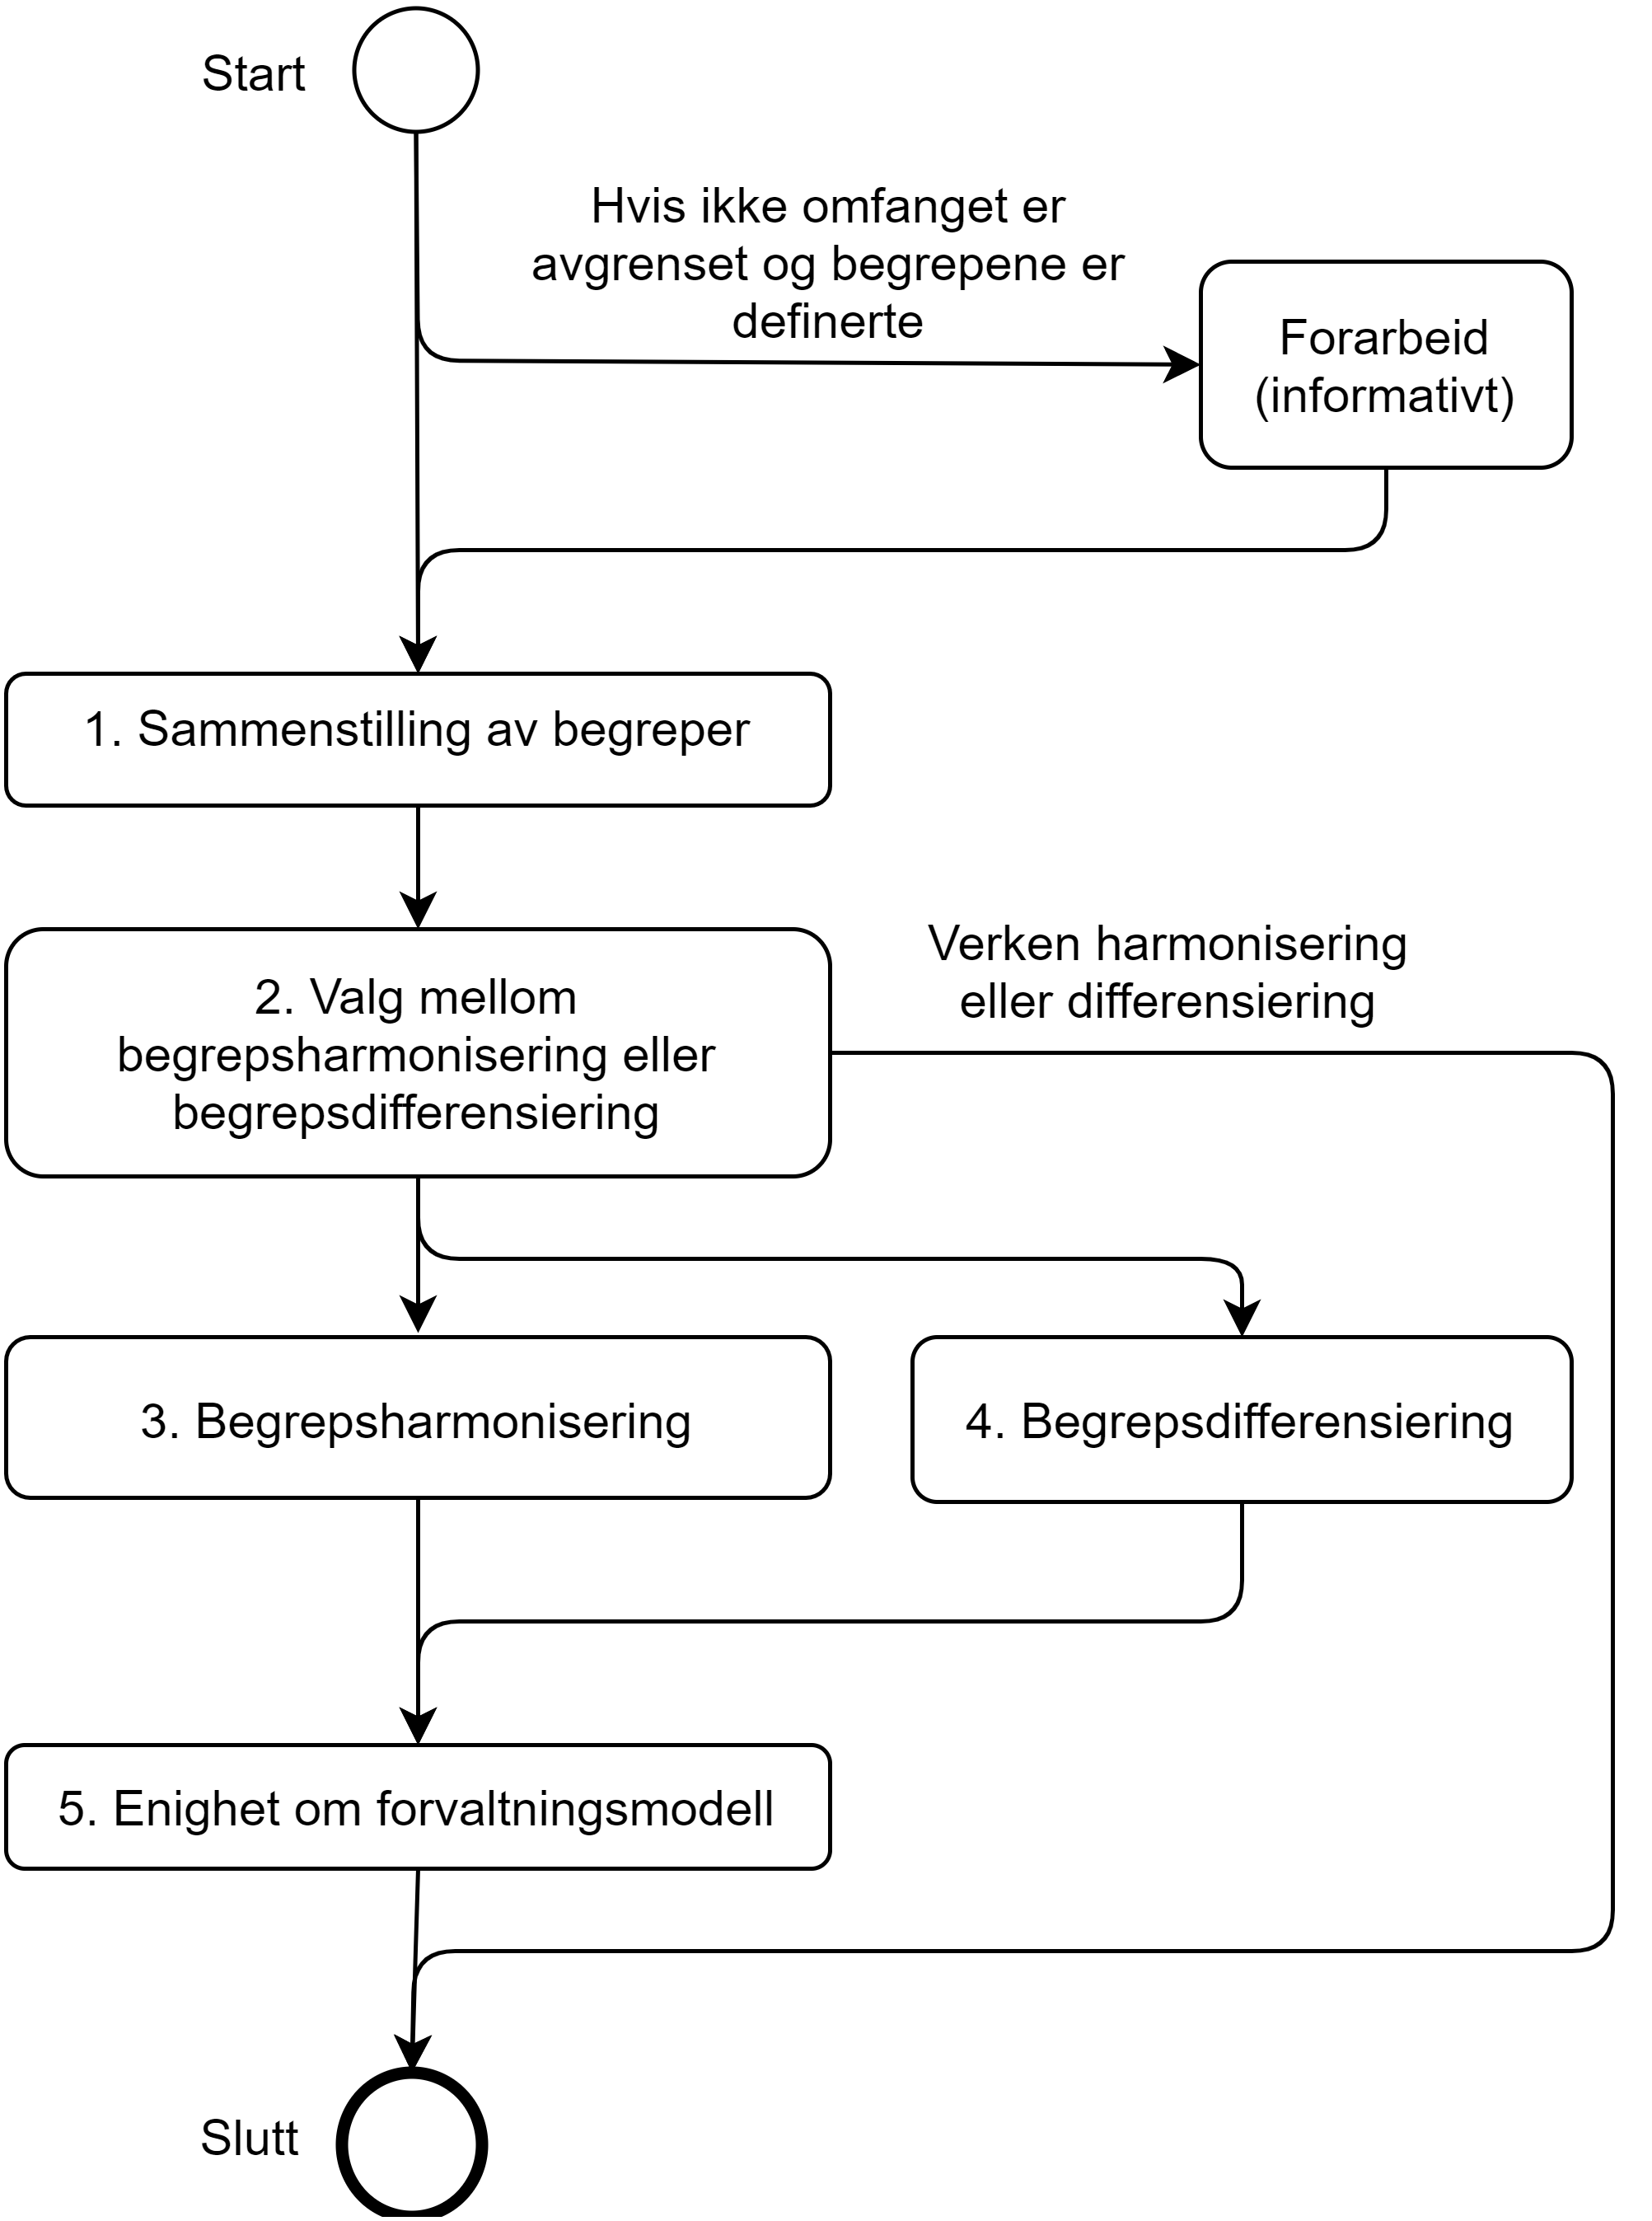 Start
Hvis ikke omfanget er
avgrenset og begrepene er
definerte
Forarbeid
(informativt)
1. Sammenstilling av begreper
2. Valg mellom
begrepsharmonisering eller
begrepsdifferensiering
Verken harmonisering
eller differensiering
3. Begrepsharmonisering
4. Begrepsdifferensiering
5. Enighet om forvaltningsmodell
Slutt